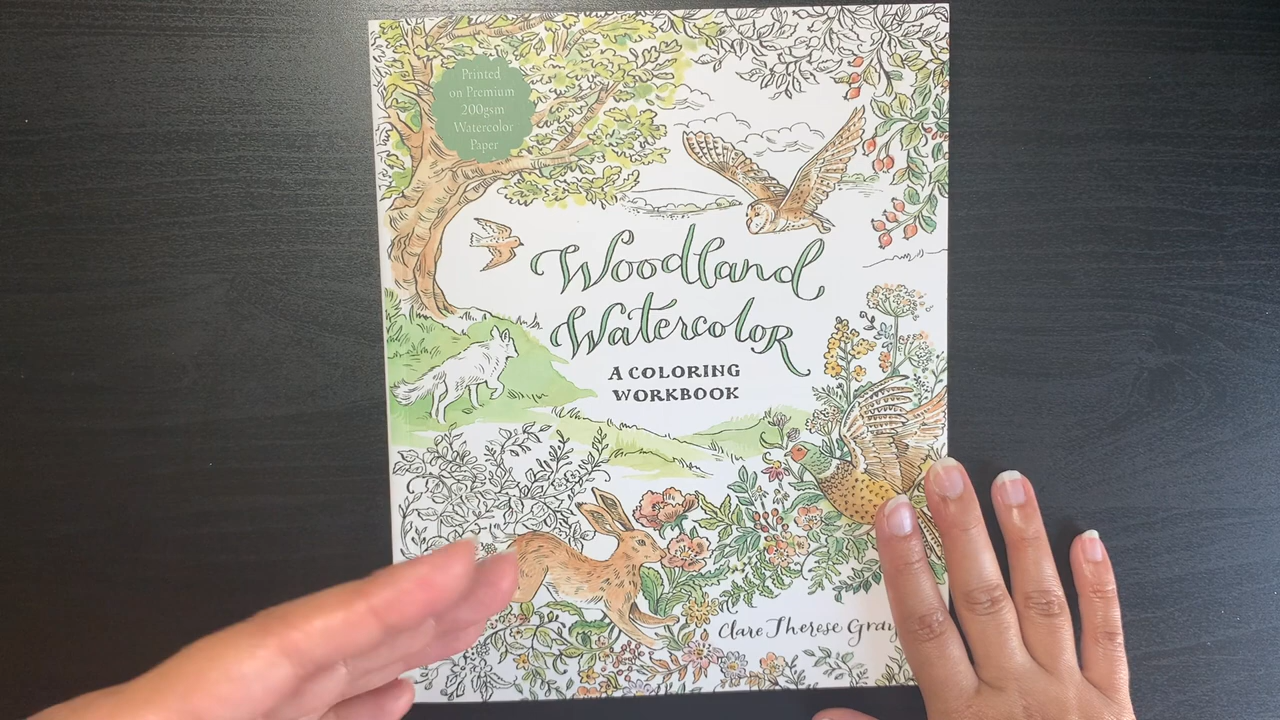 Printed
on Premium
200gsm
Watercolor
Paper
Woodland
Watercolor
A COLORING
WORKBOOK
Clare Therese Gray